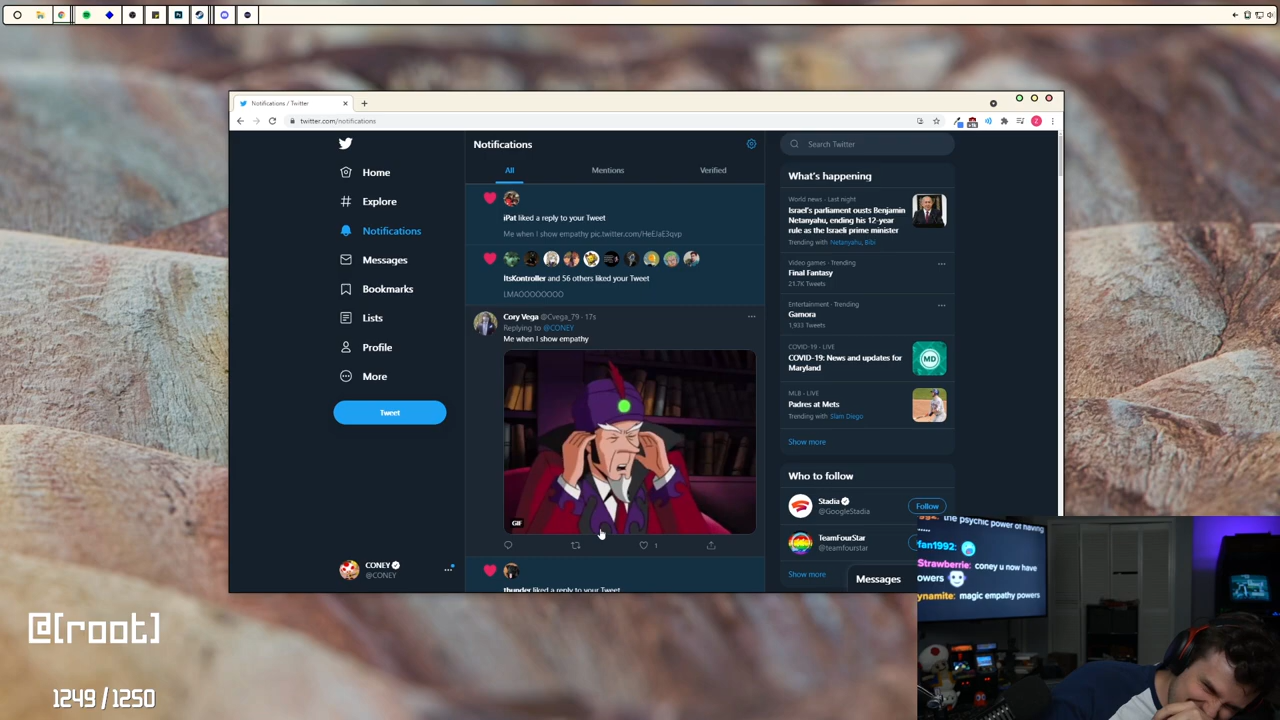 Notifications / Twitter
twitter.com/notifications
Home
Explore
Notifications
Messages
Bookmarks
Lists
Profile
More
Tweet
CONEY
@CONEY
Notifications
All
Mentions
Verified
iPat liked a reply to your Tweet
Me when I show empathy pic.twitter.com/HeEJaE3qvp
ItsKontroller and 56 others liked your Tweet
Cory Vega @Cvega_79 · 17s
Replying to @CONEY
Me when I show empathy
GIF
1
thunder liked a reply to your Tweet
Search Twitter
What's happening
World news · Last night
Israel's parliament ousts Benjamin
Netanyahu, ending his 12-year
rule as the Israeli prime minister
Trending with Netanyahu, Bibi
Video games · Trending
Final Fantasy
21.7K Tweets
Entertainment · Trending
Gamora
1,933 Tweets
COVID-19 · LIVE
COVID-19: News and updates for
Maryland
MD
MLB · LIVE
Padres at Mets
Trending with Slam Diego
Show more
Who to follow
Stadia
@GoogleStadia
Follow
TeamFourStar
@teamfourstar
Show more
Messages
the psychic power of having
fan1992:
Strawberrie: coney u now have
powers
ynamite: magic empathy powers
@[root]
1249 / 1250